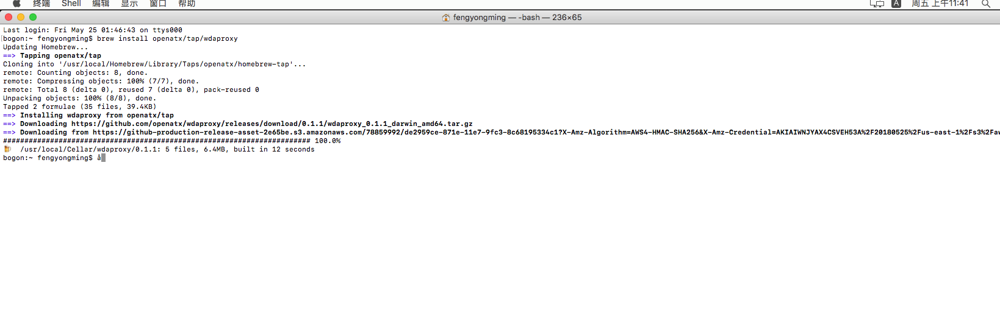 终端 Shell 编辑 显示 窗口 帮助 A 周五 上午11:41
fengyongming — -bash — 236×65
Last login: Fri May 25 01:46:43 on ttys000
[bogon:~ fengyongming$ brew install openatx/tap/wdaproxy
Updating Homebrew...
==> Tapping openatx/tap
Cloning into '/usr/local/Homebrew/Library/Taps/openatx/homebrew-tap'...
remote: Counting objects: 8, done.
remote: Compressing objects: 100% (7/7), done.
remote: Total 8 (delta 0), reused 7 (delta 0), pack-reused 0
Unpacking objects: 100% (8/8), done.
Tapped 2 formulae (35 files, 39.4KB)
==> Installing wdaproxy from openatx/tap
==> Downloading https://github.com/openatx/wdaproxy/releases/download/0.1.1/wdaproxy_0.1.1_darwin_amd64.tar.gz
==> Downloading from https://github-production-release-asset-2e65be.s3.amazonaws.com/78859992/de2959ce-871e-11e7-9fc3-8c68195334c1?X-Amz-Algorithm=AWS4-HMAC-SHA256&X-Amz-Credential=AKIAIWNJYAX4CSVEH53A%2F20180525%2Fus-east-1%2Fs3%2Faw
######################################################################## 100.0%
🍺  /usr/local/Cellar/wdaproxy/0.1.1: 5 files, 6.4MB, built in 12 seconds
bogon:~ fengyongming$ å